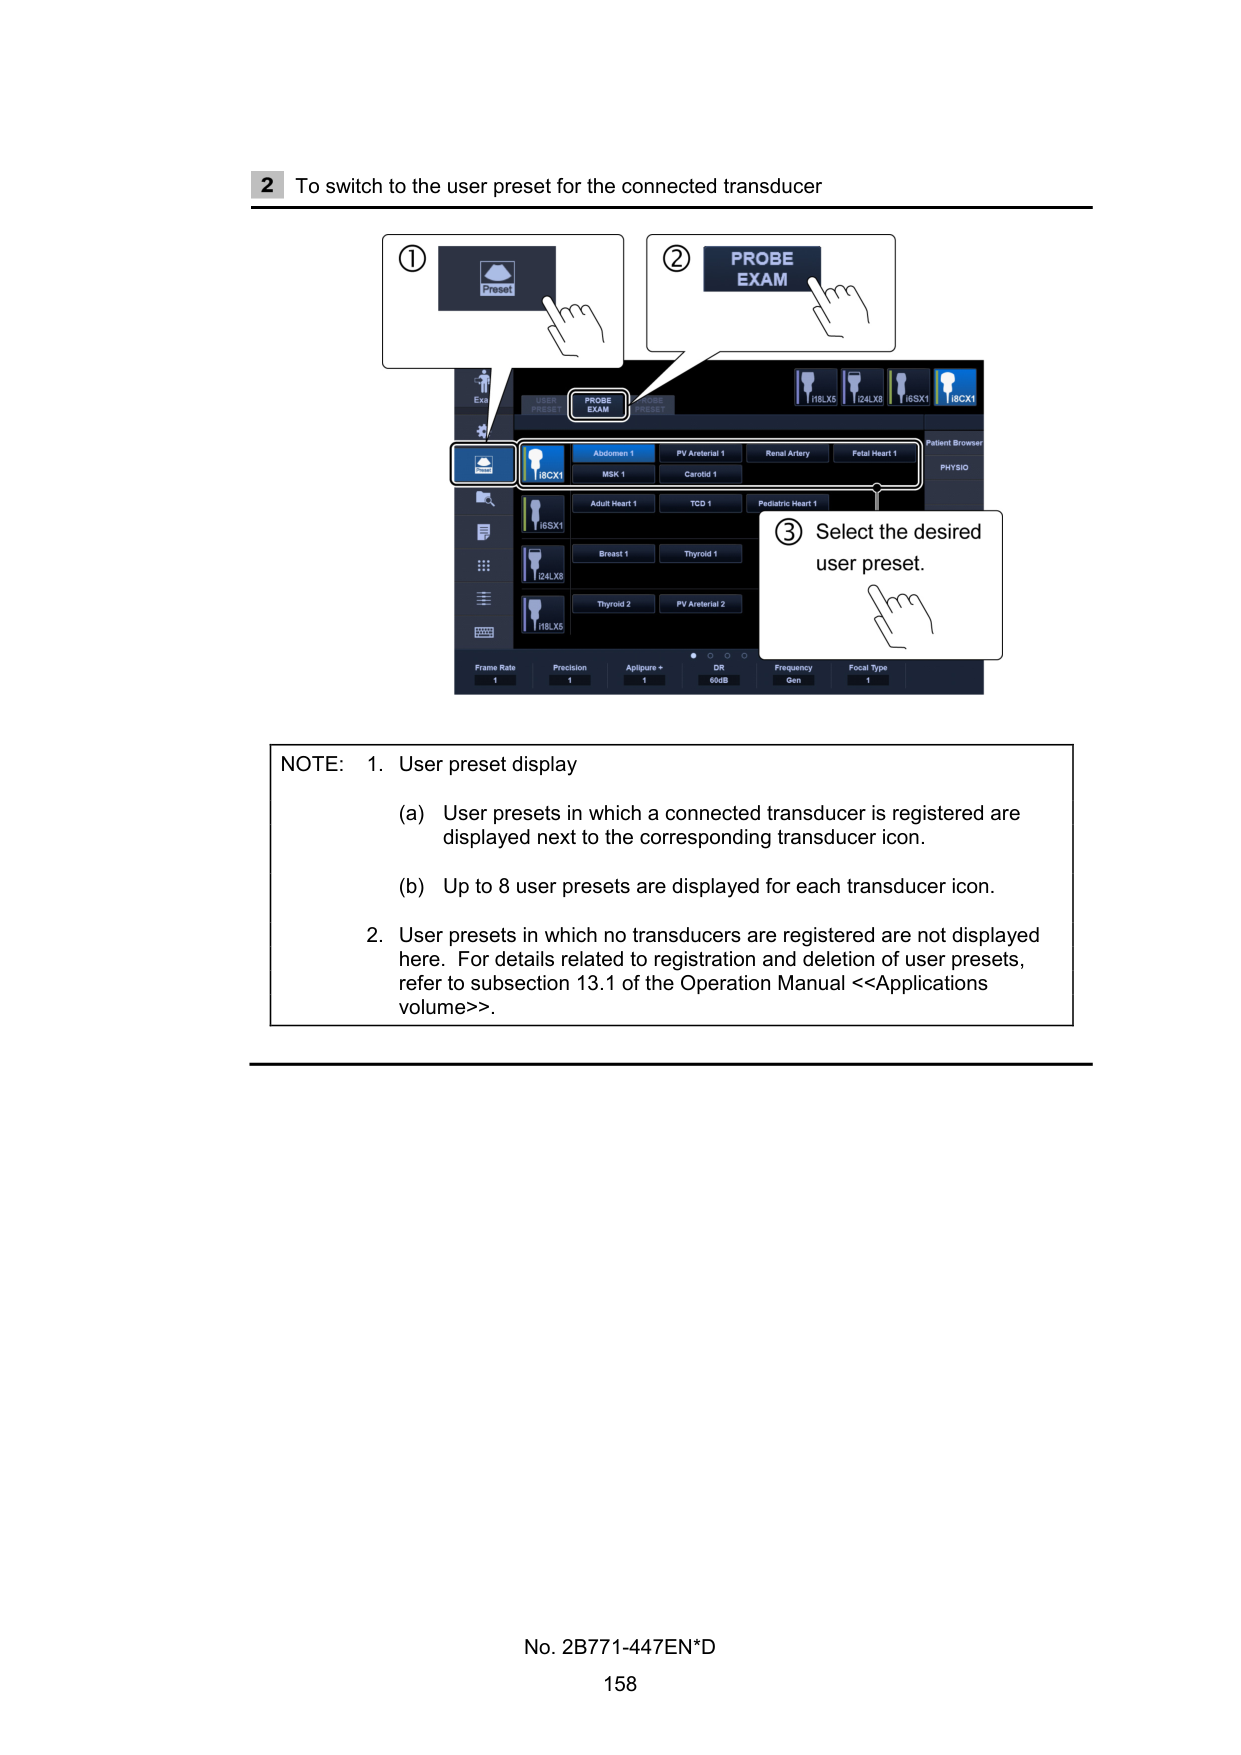 2 To switch to the user preset for the connected transducer
① Preset
② PROBE
EXAM
Exa
USER
PRESET
PROBE
EXAM
PRESET
i18LX5
i24LX8
i6SX1
i8CX1
Patient Browser
PHYSIO
Preset
i8CX1
Abdomen 1
PV Areterial 1
Renal Artery
Fetal Heart 1
MSK 1
Carotid 1
i6SX1
Adult Heart 1
TCD 1
Pediatric Heart 1
i24LX8
Breast 1
Thyroid 1
i18LX5
Thyroid 2
PV Areterial 2
③ Select the desired
user preset.
Frame Rate
1
Precision
1
Aplipure +
1
DR
60dB
Frequency
Gen
Focal Type
1
NOTE: 1. User preset display
(a) User presets in which a connected transducer is registered are
displayed next to the corresponding transducer icon.
(b) Up to 8 user presets are displayed for each transducer icon.
2. User presets in which no transducers are registered are not displayed
here. For details related to registration and deletion of user presets,
refer to subsection 13.1 of the Operation Manual <<Applications
volume>>.
No. 2B771-447EN*D
158